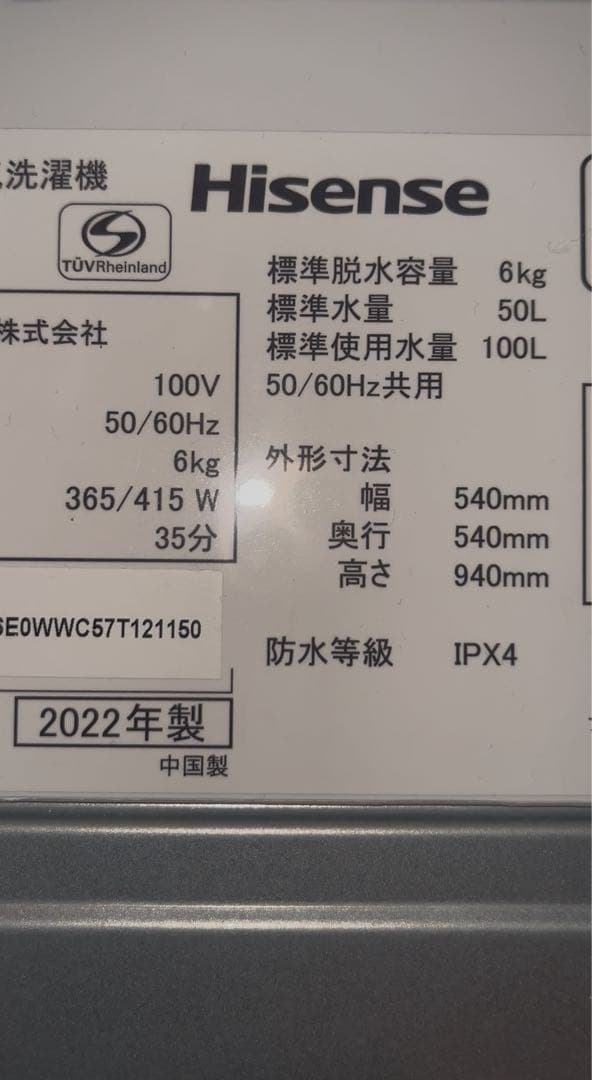 洗濯機
Hisense
TÜVRheinland
標準脱水容量 6kg
標準水量 50L
標準使用水量 100L
50/60Hz共用
株式会社
100V
50/60Hz
6kg
365/415 W
35分
外形寸法
幅 540mm
奥行 540mm
高さ 940mm
6E0WWC57T121150
防水等級 IPX4
2022年製
中国製